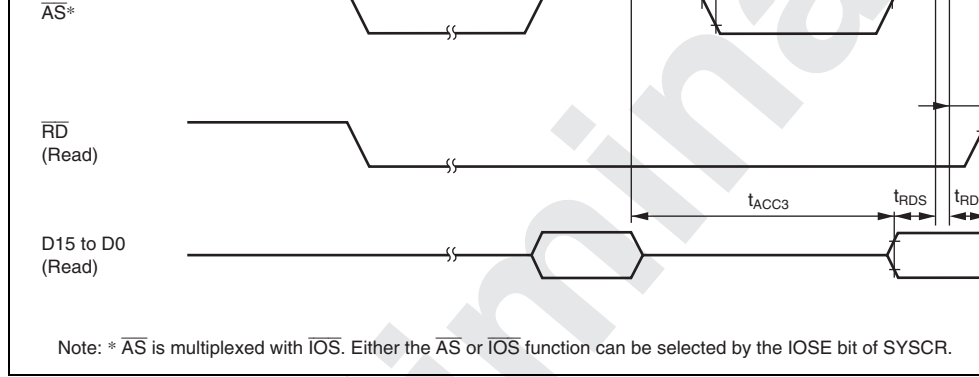 AS*
RD
(Read)
tACC3
tRDS
tRD
D15 to D0
(Read)
Note: * AS is multiplexed with IOS. Either the AS or IOS function can be selected by the IOSE bit of SYSCR.